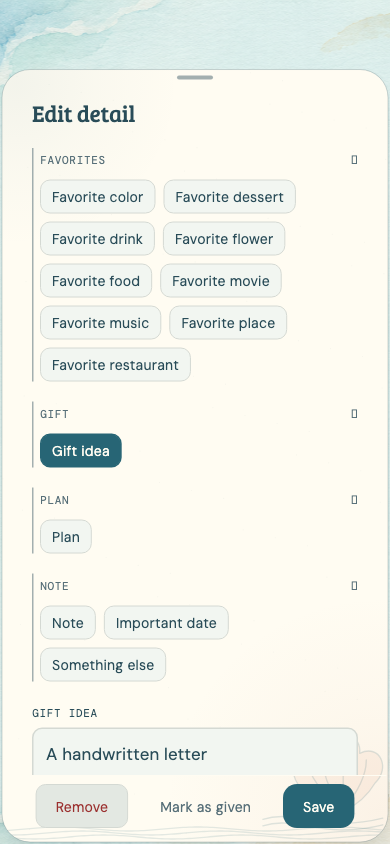 Edit detail
FAVORITES
Favorite color Favorite dessert
Favorite drink Favorite flower
Favorite food Favorite movie
Favorite music Favorite place
Favorite restaurant
GIFT
Gift idea
PLAN
Plan
NOTE
Note Important date
Something else
GIFT IDEA
A handwritten letter
Remove Mark as given Save